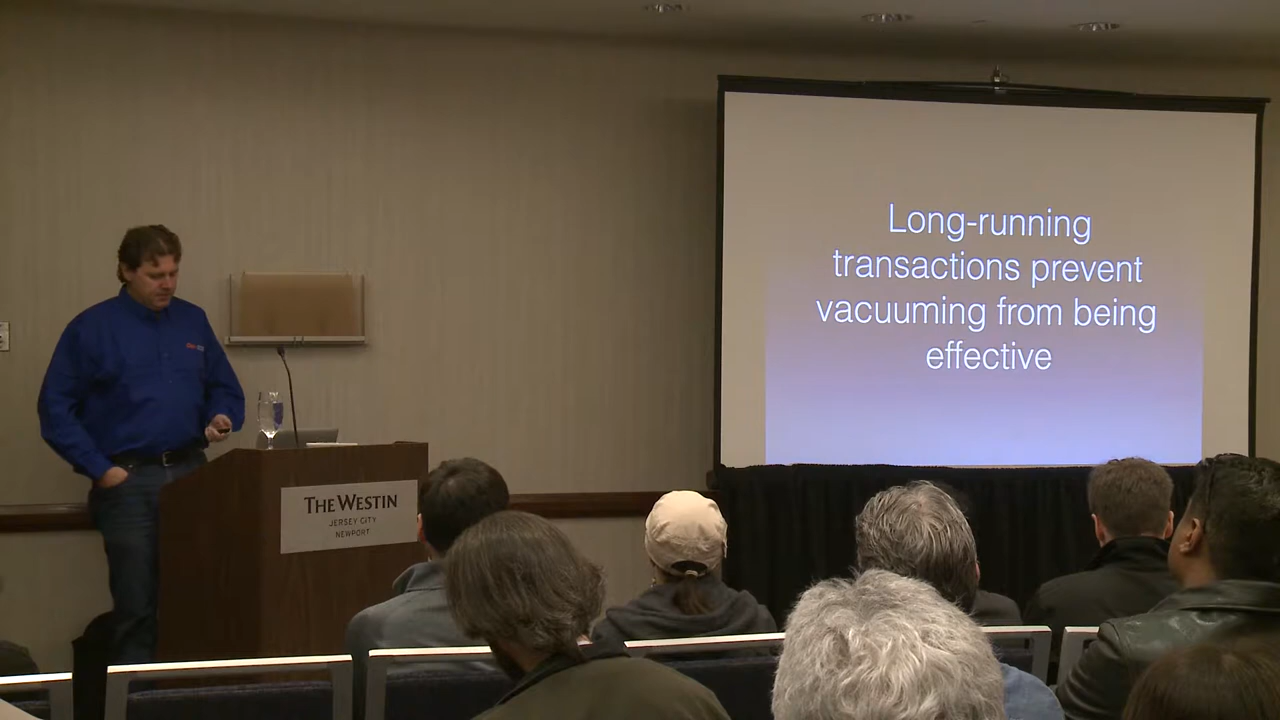 Long-running
transactions prevent
vacuuming from being
effective
THE WESTIN
JERSEY CITY
NEWPORT